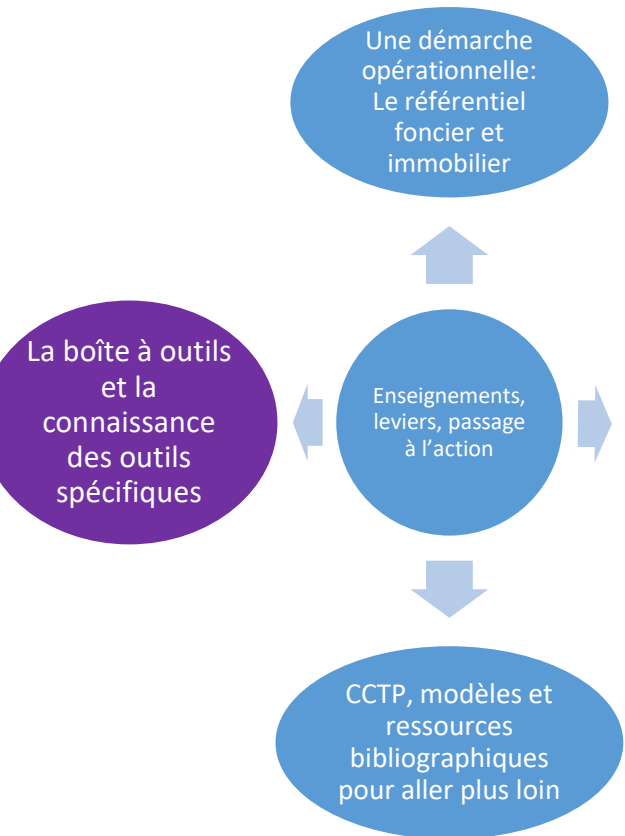 Une démarche
opérationnelle:
Le référentiel
foncier et
immobilier
La boîte à outils
et la
connaissance
des outils
spécifiques
Enseignements,
leviers, passage
à l’action
CCTP, modèles et
ressources
bibliographiques
pour aller plus loin